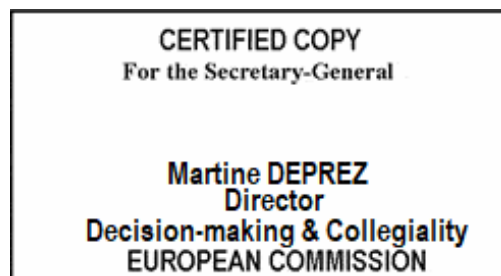 CERTIFIED COPY
For the Secretary-General
Martine DEPREZ
Director
Decision-making & Collegiality
EUROPEAN COMMISSION